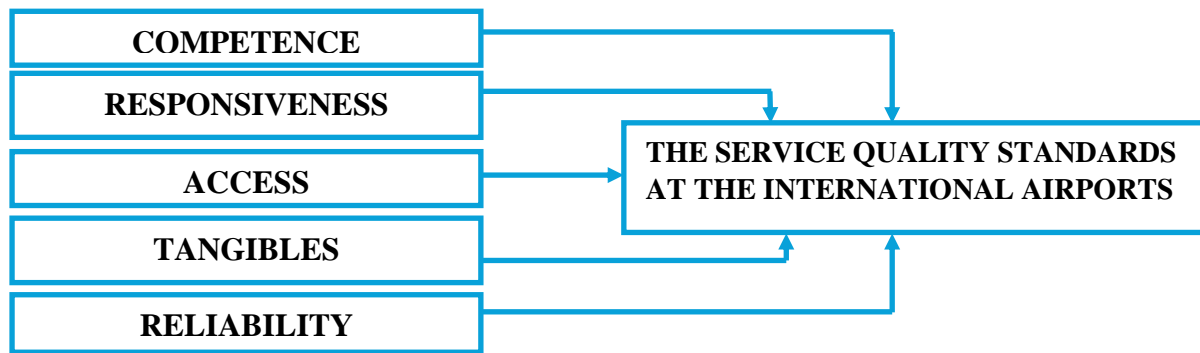 COMPETENCE
RESPONSIVENESS
ACCESS
TANGIBLES
RELIABILITY
THE SERVICE QUALITY STANDARDS
AT THE INTERNATIONAL AIRPORTS